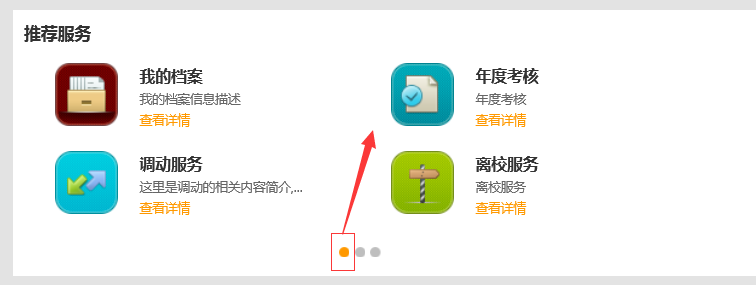 推荐服务
我的档案
我的档案信息描述
查看详情
年度考核
年度考核
查看详情
调动服务
这里是调动的相关内容简介,...
查看详情
离校服务
离校服务
查看详情